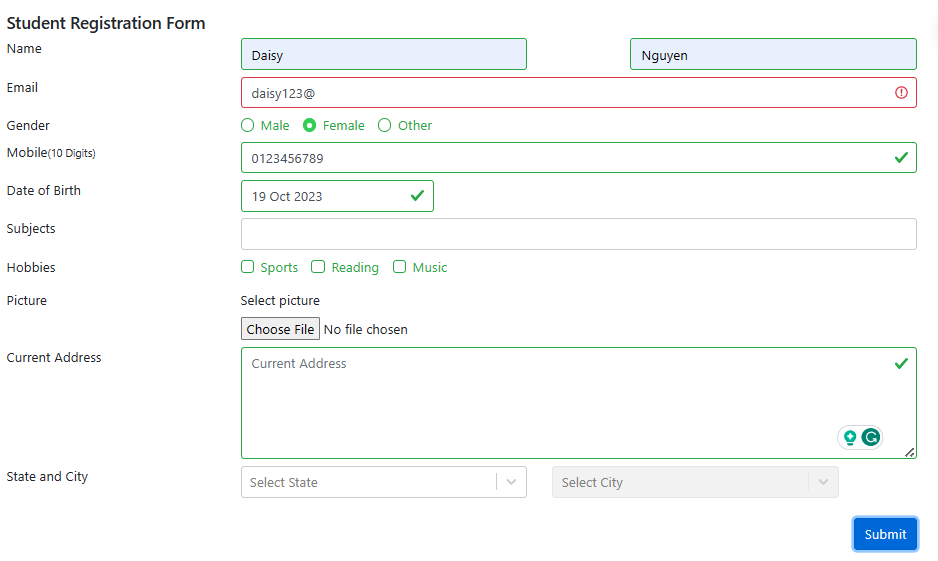 Student Registration Form
Name
Daisy Nguyen
Email
daisy123@
Gender
Male Female Other
Mobile(10 Digits)
0123456789
Date of Birth
19 Oct 2023
Subjects
Hobbies
Sports Reading Music
Picture
Select picture
Choose File No file chosen
Current Address
Current Address
State and City
Select State Select City
Submit